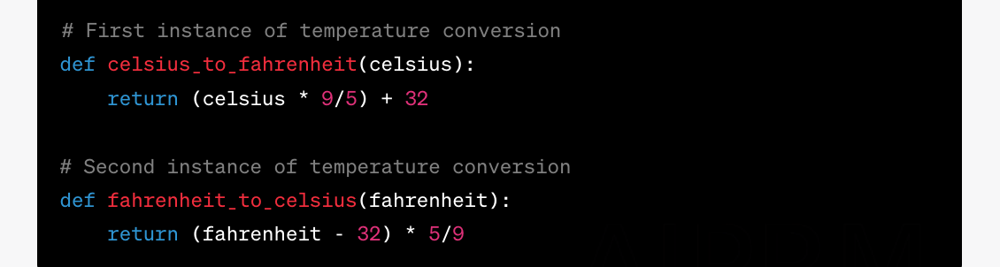 # First instance of temperature conversion
def celsius_to_fahrenheit(celsius):
    return (celsius * 9/5) + 32
# Second instance of temperature conversion
def fahrenheit_to_celsius(fahrenheit):
    return (fahrenheit - 32) * 5/9